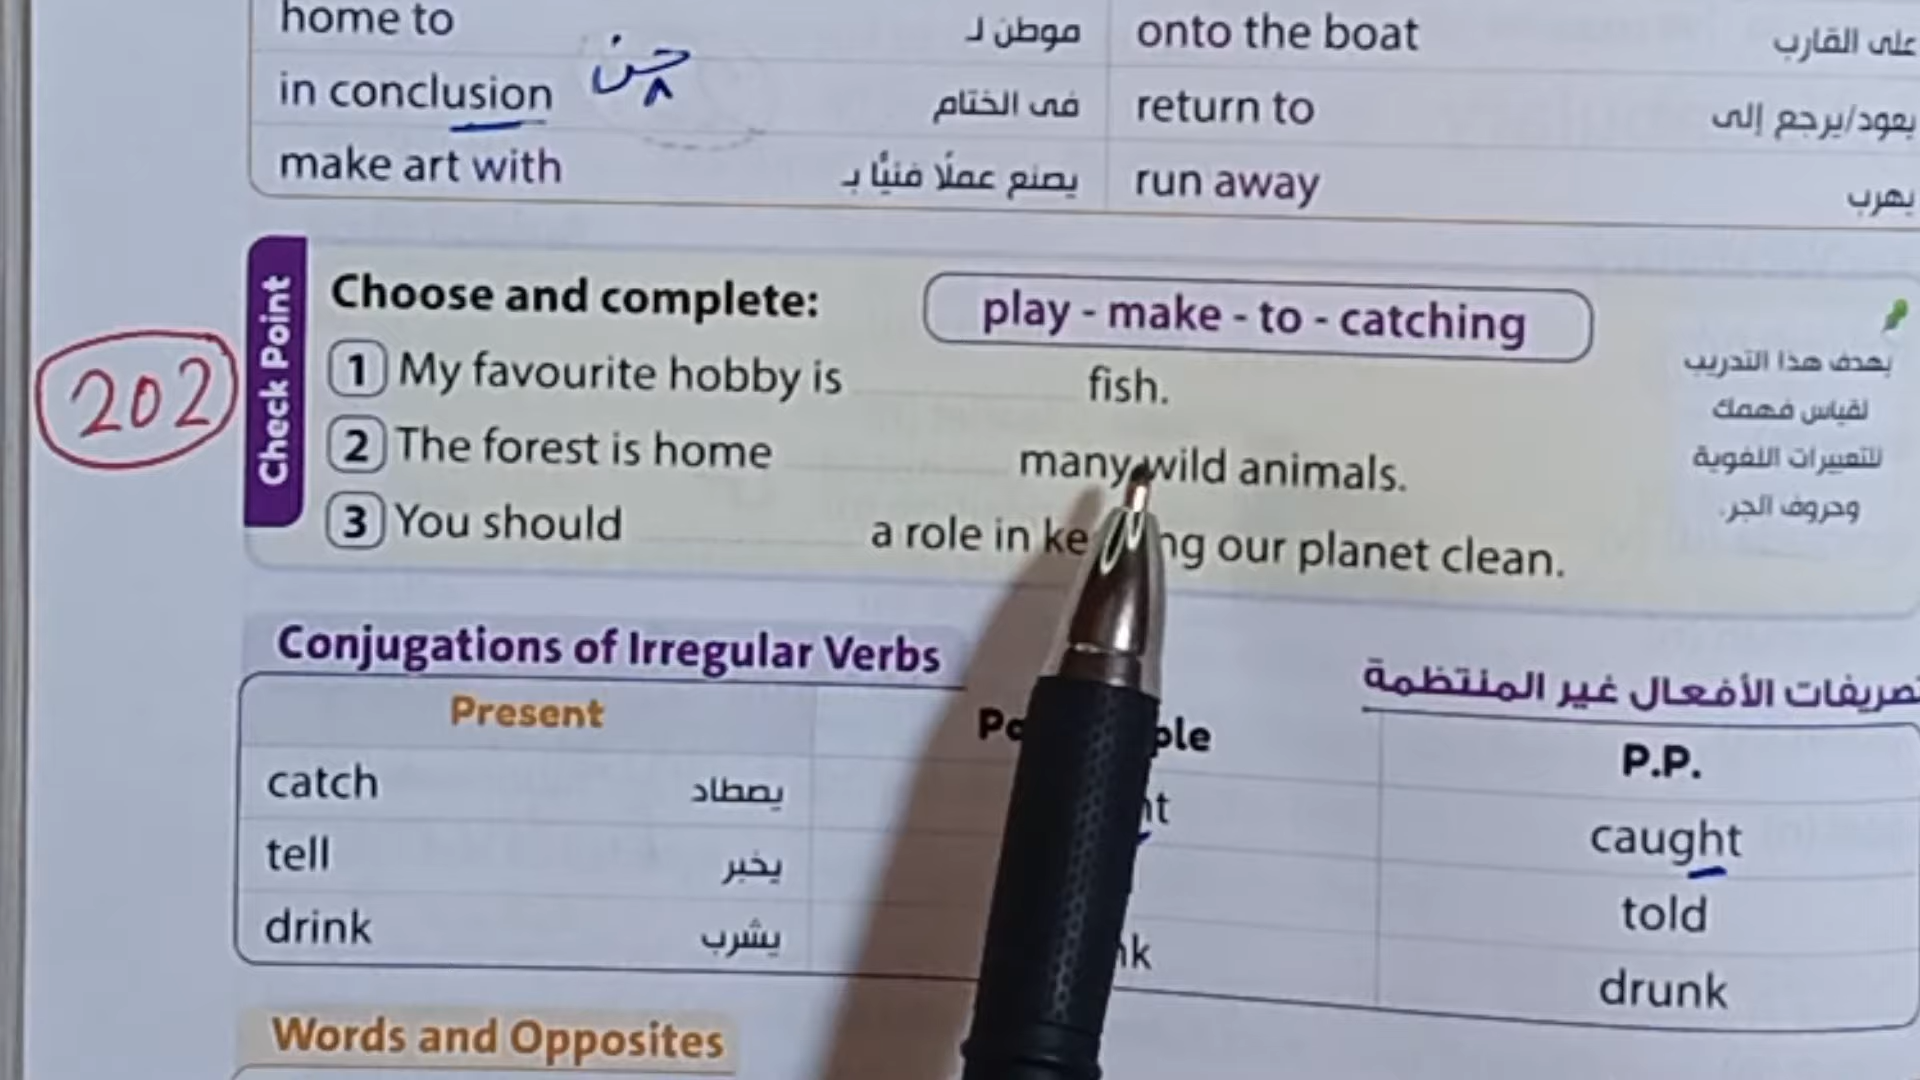 home to موطن لـ onto the boat على القارب
in conclusion في الختام return to يعود/يرجع إلى
make art with يصنع عملًا فنيًّا بـ run away يهرب
Check Point
202
Choose and complete: play - make - to - catching
1 My favourite hobby is fish.
2 The forest is home many wild animals.
3 You should a role in our planet clean.
يهدف هذا التدريب
لقياس فهمك
للتعبيرات اللغوية
وحروف الجر.
Conjugations of Irregular Verbs تصريفات الأفعال غير المنتظمة
Present P.P.
catch يصطاد caught
tell يخبر told
drink يشرب drunk
Words and Opposites